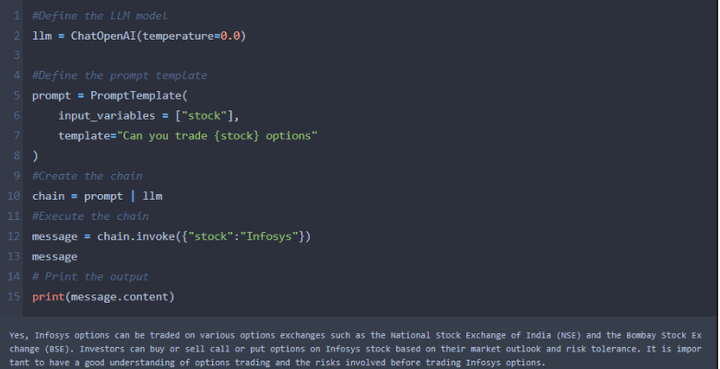 1 #Define the LLM model
2 llm = ChatOpenAI(temperature=0.0)
3
4 #Define the prompt template
5 prompt = PromptTemplate(
6     input_variables = ["stock"],
7     template="Can you trade {stock} options"
8 )
9 #Create the chain
10 chain = prompt | llm
11 #Execute the chain
12 message = chain.invoke({"stock":"Infosys"})
13 message
14 # Print the output
15 print(message.content)
Yes, Infosys options can be traded on various options exchanges such as the National Stock Exchange of India (NSE) and the Bombay Stock Ex
change (BSE). Investors can buy or sell call or put options on Infosys stock based on their market outlook and risk tolerance. It is impor
tant to have a good understanding of options trading and the risks involved before trading Infosys options.